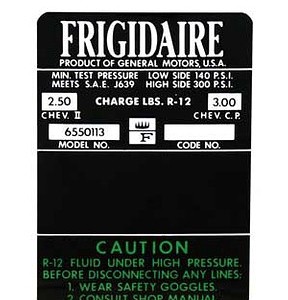 FRIGIDAIRE
PRODUCT OF GENERAL MOTORS, U.S.A.
MIN. TEST PRESSURE LOW SIDE 140 P.S.I.
MEETS S.A.E. J639 HIGH SIDE 300 P.S.I.
2.50 CHARGE LBS. R-12 3.00
CHEV. II CHEV. C.P.
6550113 F
MODEL NO. CODE NO.
CAUTION
R-12 FLUID UNDER HIGH PRESSURE.
BEFORE DISCONNECTING ANY LINES:
1. WEAR SAFETY GOGGLES.
2. CONSULT SHOP MANUAL